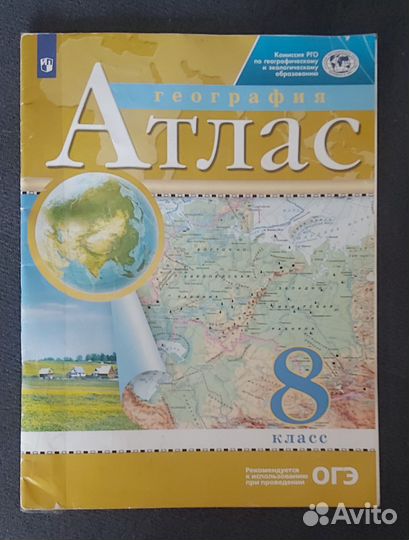 Комиссия РГО
по географическому
и экологическому
образованию
география
Атлас
8
класс
Рекомендуется
к использованию
при проведении
ОГЭ
Avito